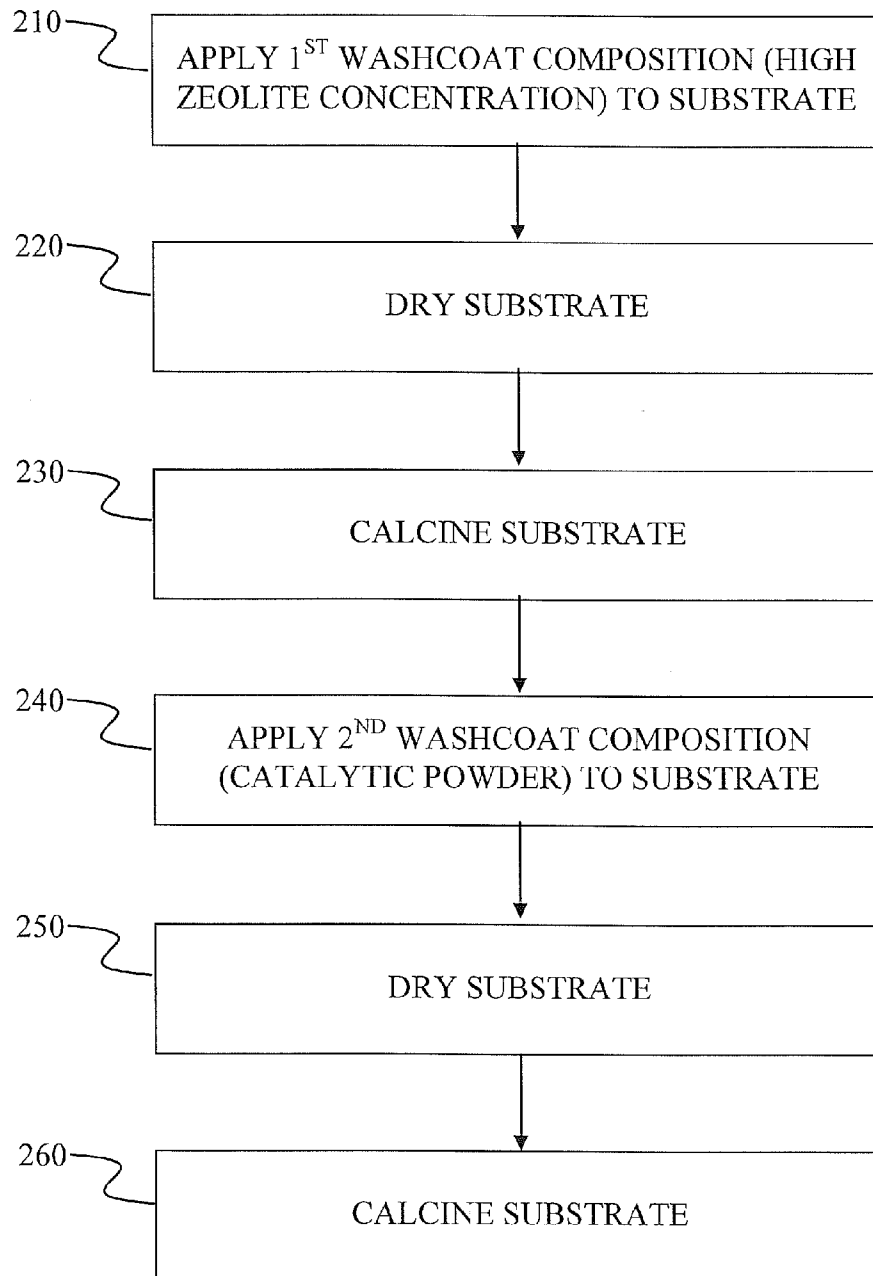 210
APPLY 1ST WASHCOAT COMPOSITION (HIGH
ZEOLITE CONCENTRATION) TO SUBSTRATE
220
DRY SUBSTRATE
230
CALCINE SUBSTRATE
240
APPLY 2ND WASHCOAT COMPOSITION
(CATALYTIC POWDER) TO SUBSTRATE
250
DRY SUBSTRATE
260
CALCINE SUBSTRATE